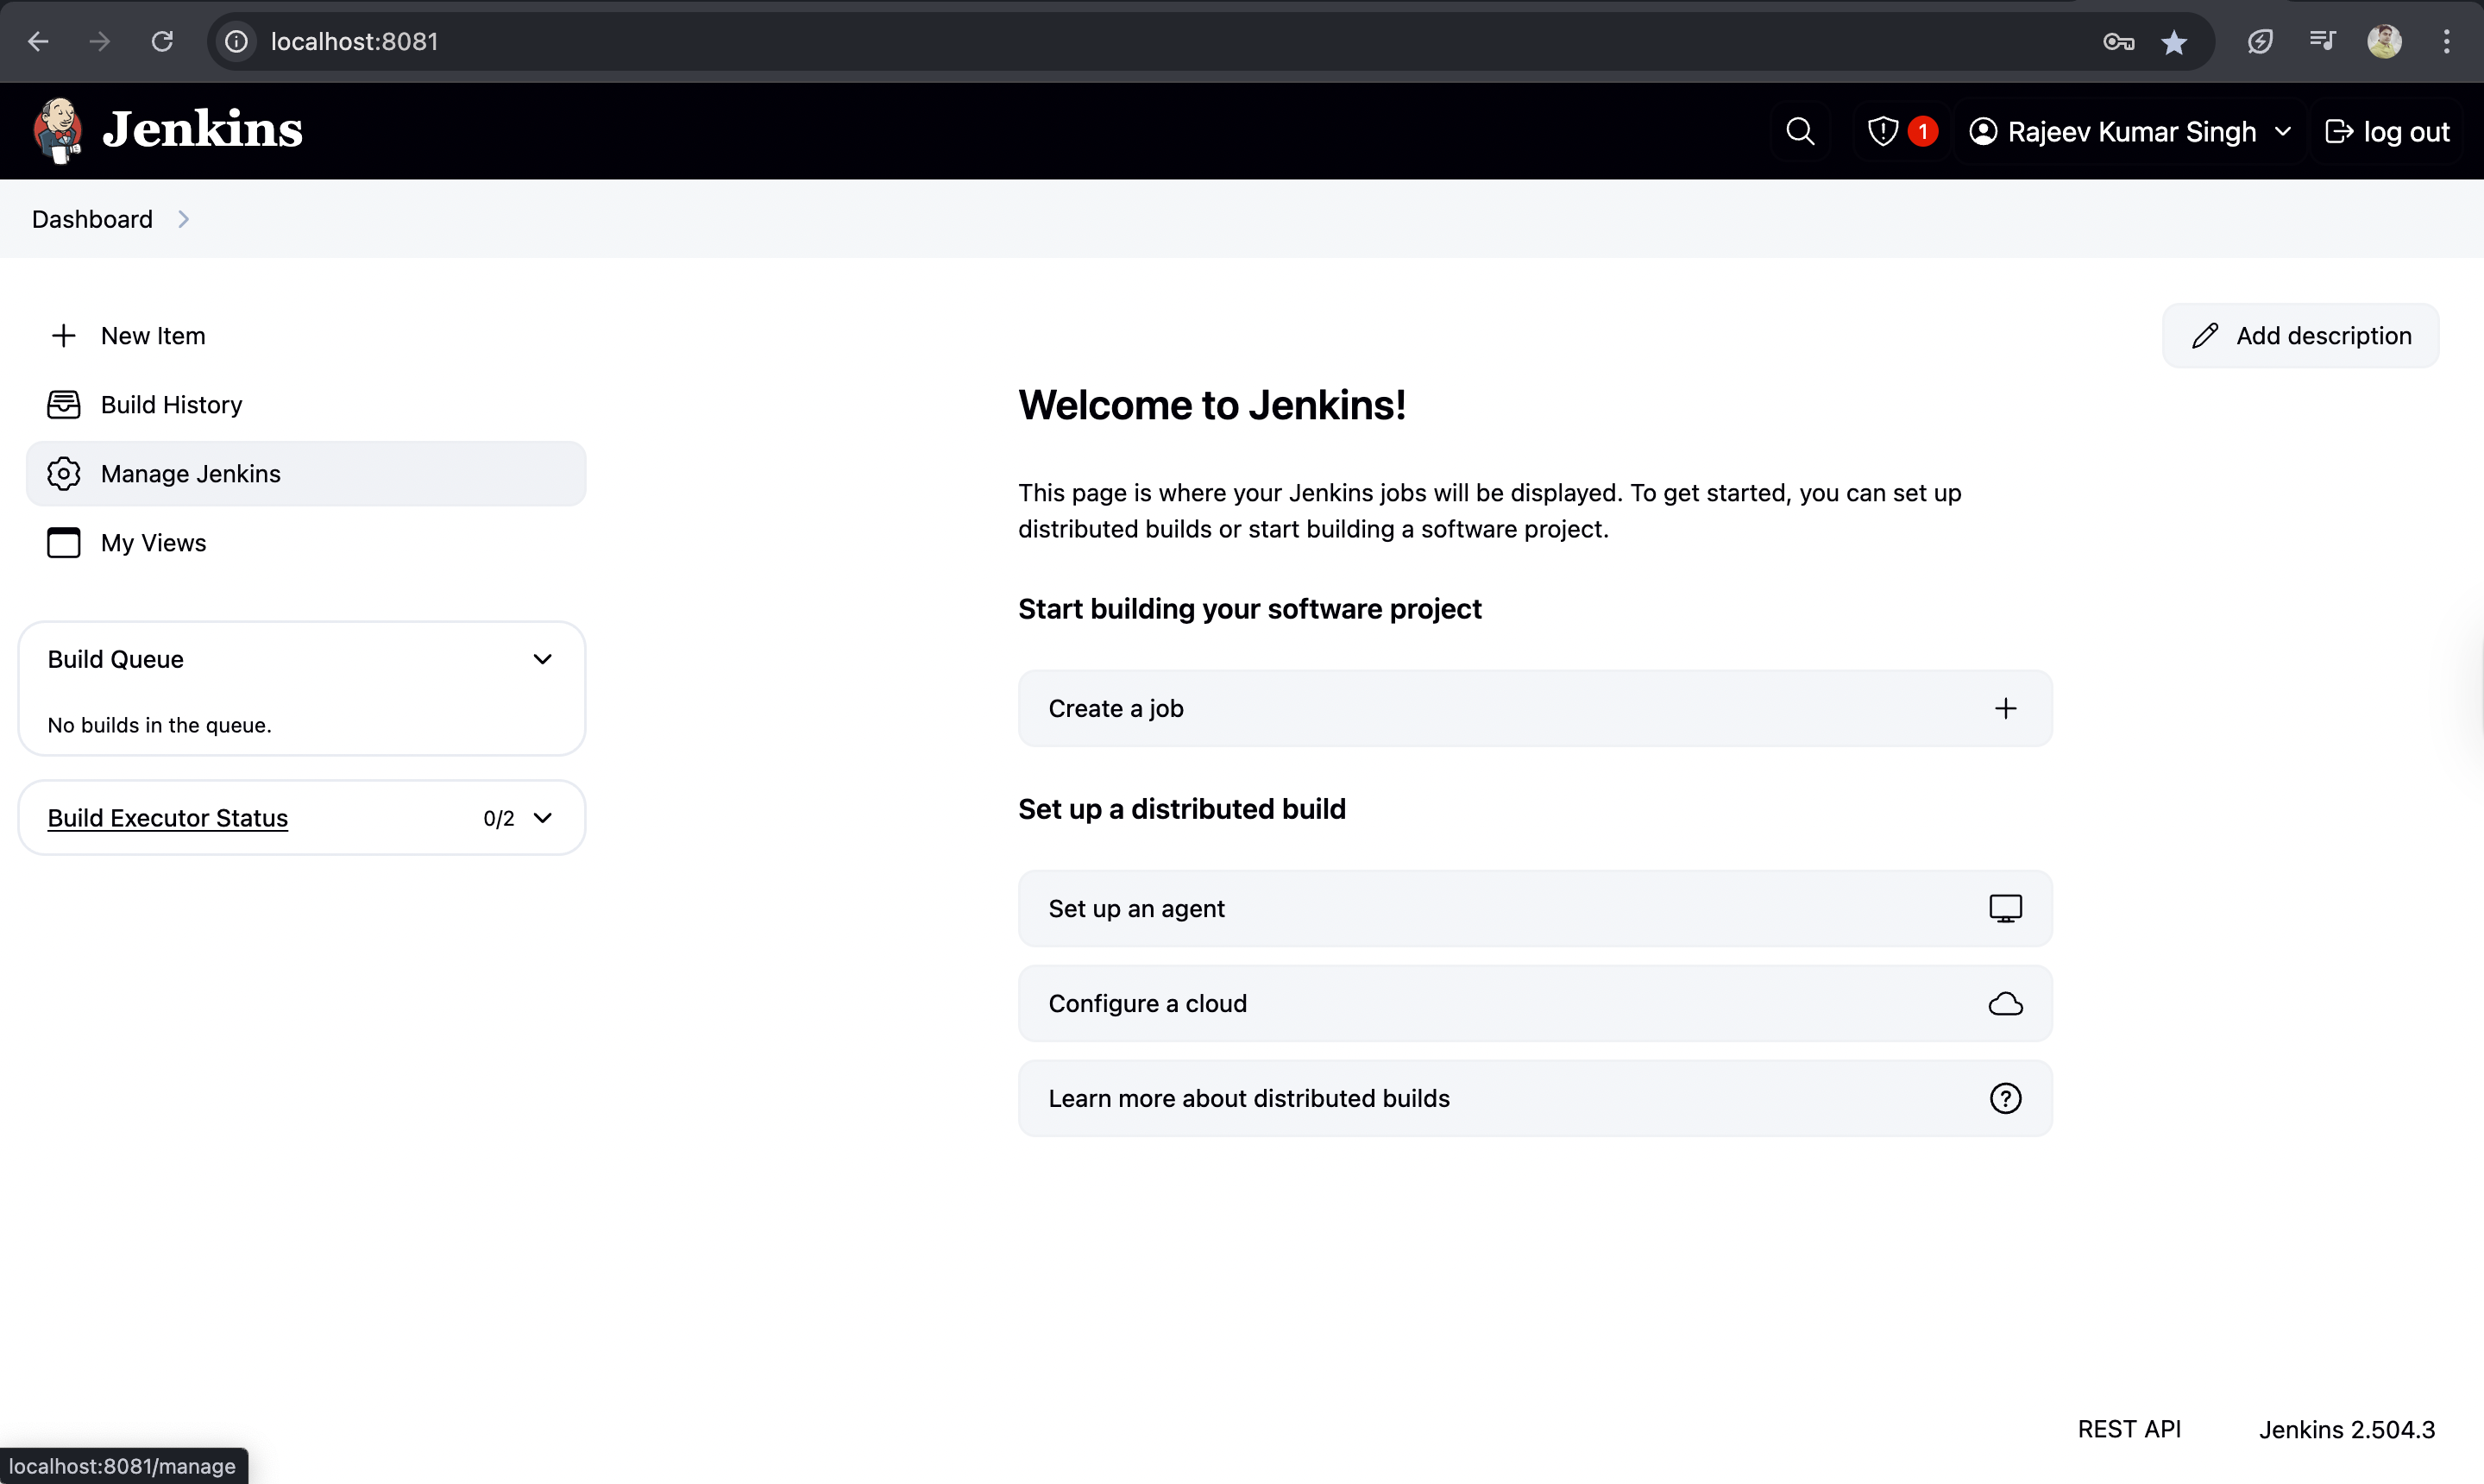 localhost:8081
Jenkins
1
Rajeev Kumar Singh
log out
Dashboard
New Item
Build History
Manage Jenkins
My Views
Build Queue
No builds in the queue.
Build Executor Status
0/2
Add description
Welcome to Jenkins!
This page is where your Jenkins jobs will be displayed. To get started, you can set up
distributed builds or start building a software project.
Start building your software project
Create a job
Set up a distributed build
Set up an agent
Configure a cloud
Learn more about distributed builds
REST API
Jenkins 2.504.3
localhost:8081/manage